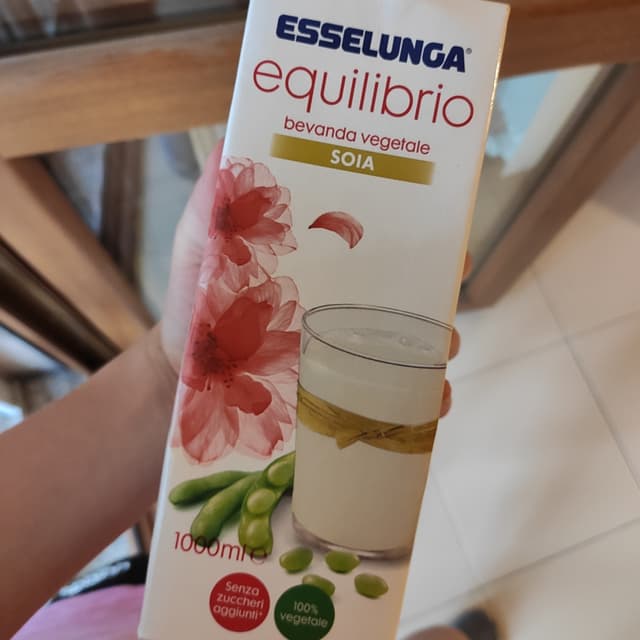 ESSELUNGA®
equilibrio
bevanda vegetale
SOIA
1000ml e
Senza
zuccheri
aggiunti*
100%
vegetale